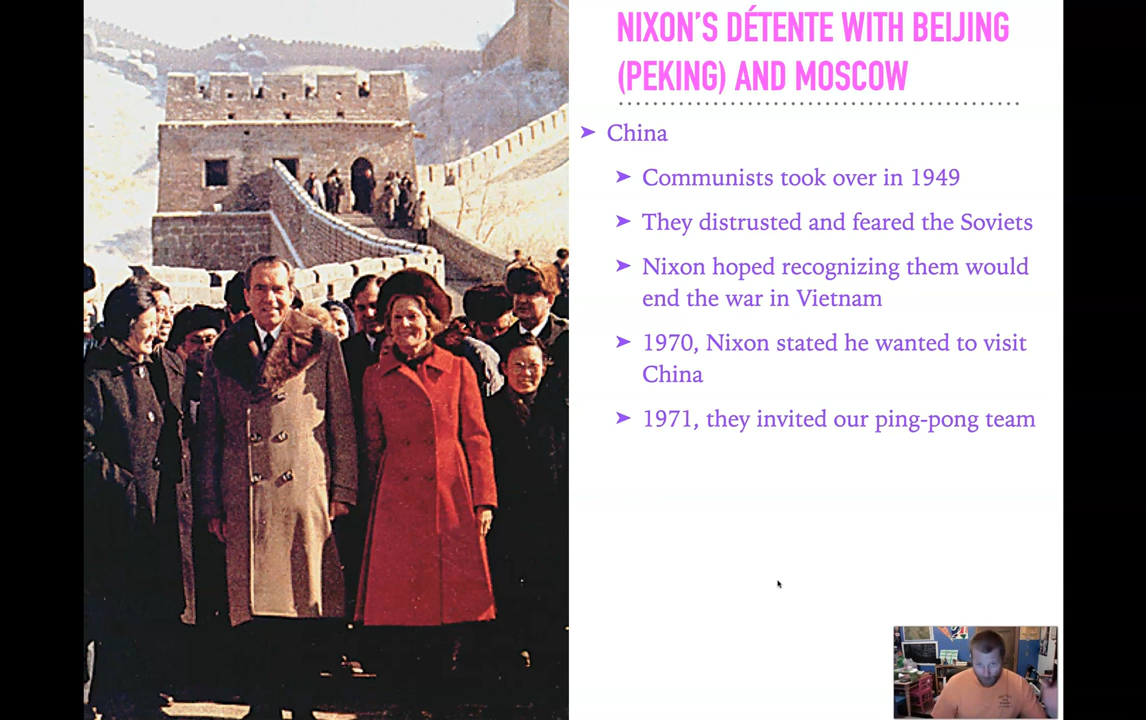 NIXON'S DÉTENTE WITH BEIJING
(PEKING) AND MOSCOW
➤ China
➤ Communists took over in 1949
➤ They distrusted and feared the Soviets
➤ Nixon hoped recognizing them would
end the war in Vietnam
➤ 1970, Nixon stated he wanted to visit
China
➤ 1971, they invited our ping-pong team